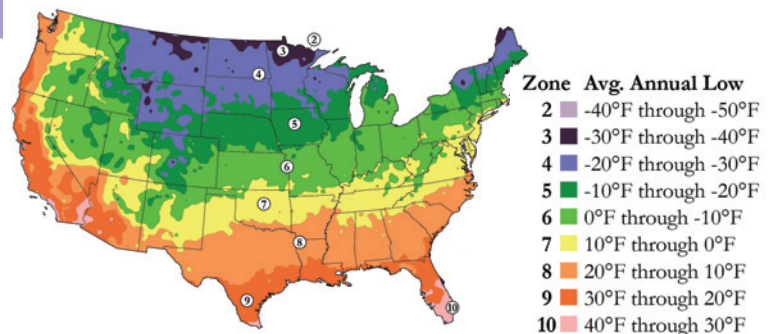 2
3
4
5
6
7
8
9
10
Zone Avg. Annual Low
2 -40°F through -50°F
3 -30°F through -40°F
4 -20°F through -30°F
5 -10°F through -20°F
6 0°F through -10°F
7 10°F through 0°F
8 20°F through 10°F
9 30°F through 20°F
10 40°F through 30°F